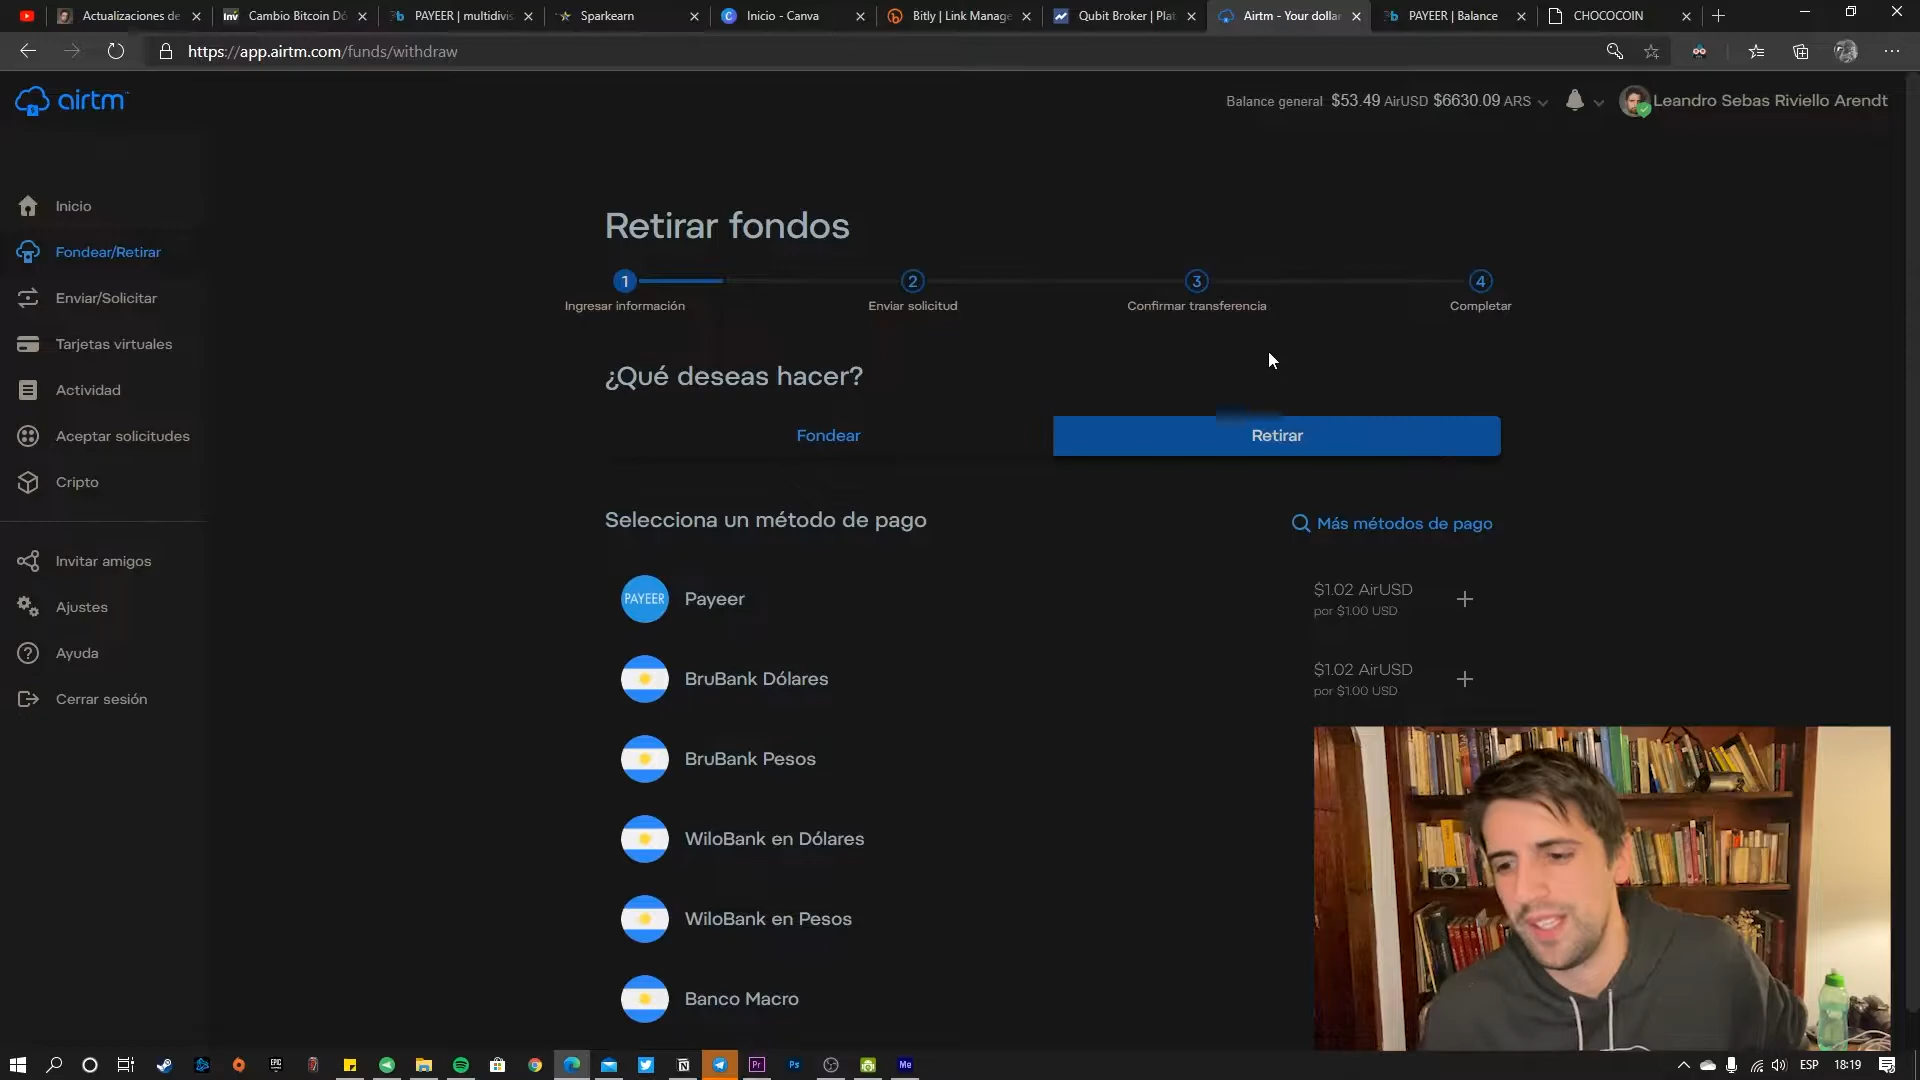 Actualizaciones de
Cambio Bitcoin Dó
PAYEER | multidivis
Sparkearn
Inicio - Canva
Bitly | Link Manage
Qubit Broker | Plat
Airtm - Your dollar
PAYEER | Balance
CHOCOCOIN
https://app.airtm.com/funds/withdraw
airtm
Balance general $53.49 AirUSD $6630.09 ARS
Leandro Sebas Riviello Arendt
Inicio
Fondear/Retirar
Enviar/Solicitar
Tarjetas virtuales
Actividad
Aceptar solicitudes
Cripto
Invitar amigos
Ajustes
Ayuda
Cerrar sesión
Retirar fondos
1
2
3
4
Ingresar información
Enviar solicitud
Confirmar transferencia
Completar
¿Qué deseas hacer?
Fondear
Retirar
Selecciona un método de pago
Más métodos de pago
PAYEER
Payeer
$1.02 AirUSD
por $1.00 USD
BruBank Dólares
$1.02 AirUSD
por $1.00 USD
BruBank Pesos
WiloBank en Dólares
WiloBank en Pesos
Banco Macro
ESP
18:19